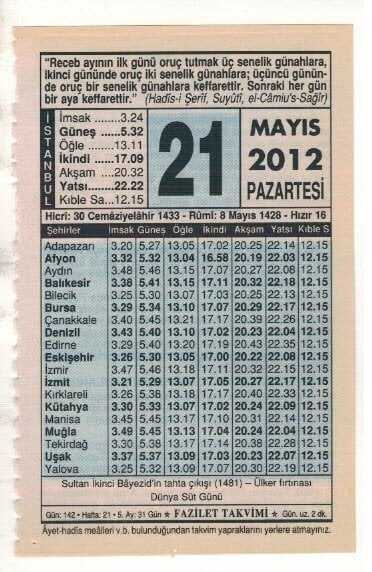 “Receb ayının ilk günü oruç tutmak üç senelik günahlara,
ikinci gününde oruç iki senelik günahlara; üçüncü günün-
de oruç bir senelik günahlara keffarettir. Sonraki her gün
bir aya keffarettir.” (Hadîs-i Şerîf, Suyûtî, el-Câmiu's-Sağîr)
İSTANBUL
İmsak ........3.24
Güneş ......5.32
Öğle .......13.11
İkindi .....17.09
Akşam ....20.32
Yatsı.......22.22
Kıble Sa...12.15
21
MAYIS
2012
PAZARTESİ
Hicrî: 30 Cemâziyelâhir 1433 - Rûmî: 8 Mayıs 1428 - Hızır 16
Şehirler İmsak Güneş Öğle İkindi Akşam Yatsı Kıble S
Adapazarı 3.20 5.27 13.05 17.02 20.25 22.14 12.15
Afyon 3.32 5.32 13.04 16.58 20.19 22.03 12.15
Aydın 3.48 5.46 13.15 17.07 20.27 22.08 12.15
Balıkesir 3.38 5.41 13.15 17.11 20.32 22.18 12.15
Bilecik 3.25 5.30 13.07 17.03 20.25 22.13 12.15
Bursa 3.29 5.34 13.10 17.07 20.29 22.17 12.15
Çanakkale 3.40 5.45 13.21 17.17 20.39 22.26 12.15
Denizli 3.43 5.40 13.10 17.02 20.23 22.04 12.15
Edirne 3.29 5.40 13.20 17.19 20.43 22.35 12.15
Eskişehir 3.26 5.30 13.05 17.00 20.22 22.08 12.15
İzmir 3.47 5.46 13.18 17.11 20.32 22.15 12.15
İzmit 3.21 5.29 13.07 17.05 20.27 22.17 12.15
Kırklareli 3.26 5.38 13.18 17.17 20.40 22.33 12.15
Kütahya 3.30 5.33 13.07 17.02 20.24 22.09 12.15
Manisa 3.45 5.45 13.17 17.10 20.31 22.14 12.15
Muğla 3.49 5.45 13.13 17.04 20.24 22.04 12.15
Tekirdağ 3.30 5.38 13.17 17.14 20.38 22.28 12.15
Uşak 3.37 5.37 13.09 17.03 20.23 22.07 12.15
Yalova 3.25 5.32 13.09 17.07 20.30 22.19 12.15
Sultan İkinci Bâyezid'in tahta çıkışı (1481) – Ülker fırtınası
Dünya Süt Günü
Gün: 142 • Hafta: 21 • 5. Ay: 31 Gün ★ FAZİLET TAKVİMİ ★ Gün. uz. 2 dk.
Âyet-hadîs meâlleri v.b. bulunduğundan takvim yapraklarını yerlere atmayınız.